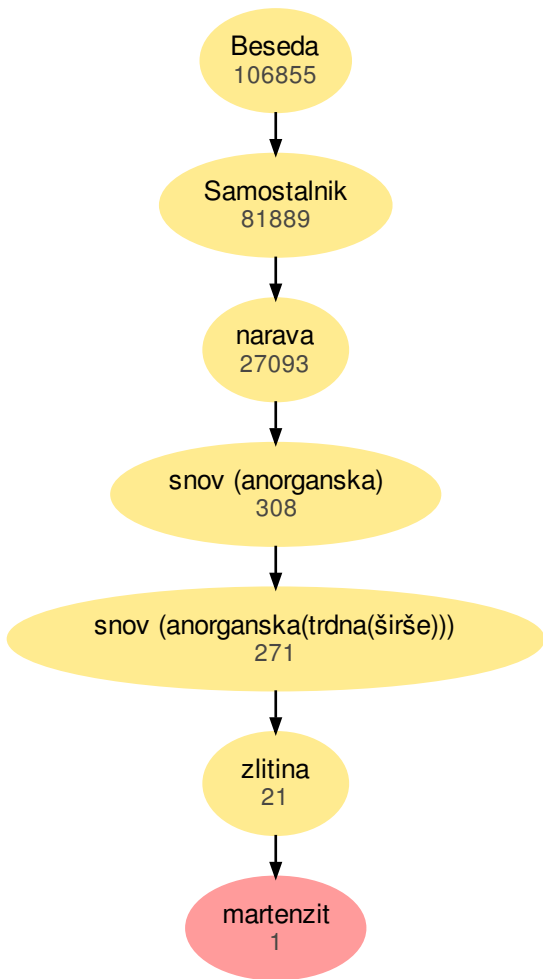 Beseda
106855
Samostalnik
81889
narava
27093
snov (anorganska)
308
snov (anorganska(trdna(širše)))
271
zlitina
21
martenzit
1